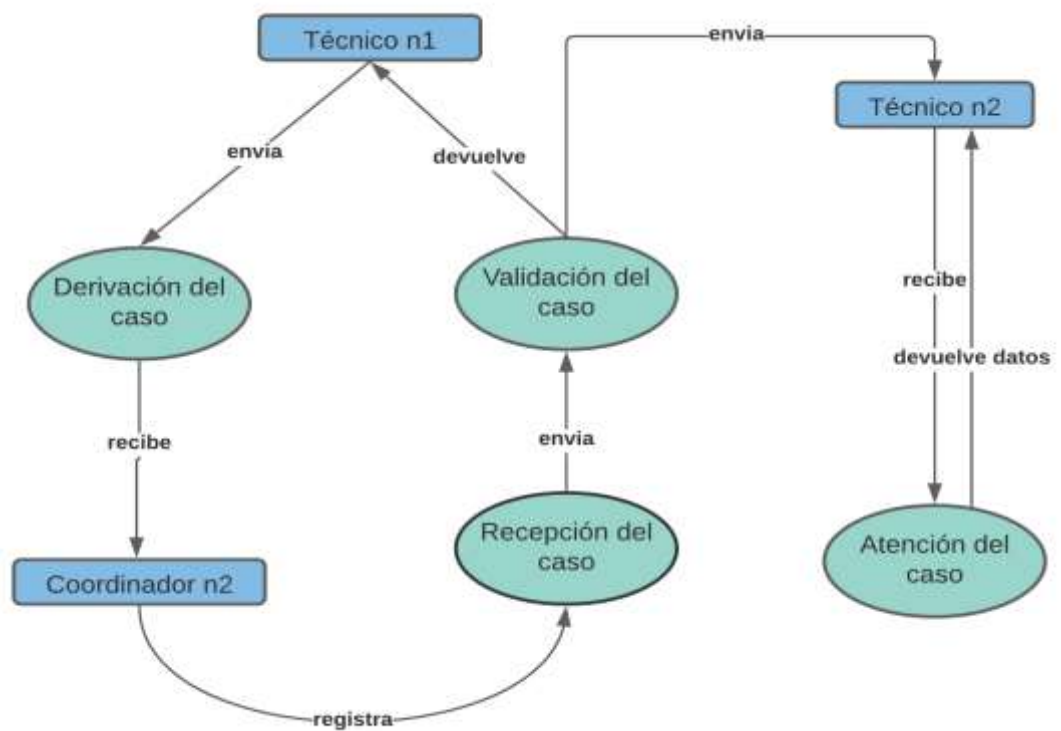 Técnico n1
envia
Técnico n2
envia
devuelve
Derivación del
caso
Validación del
caso
recibe
devuelve datos
recibe
envia
Recepción del
caso
Atención del
caso
Coordinador n2
registra